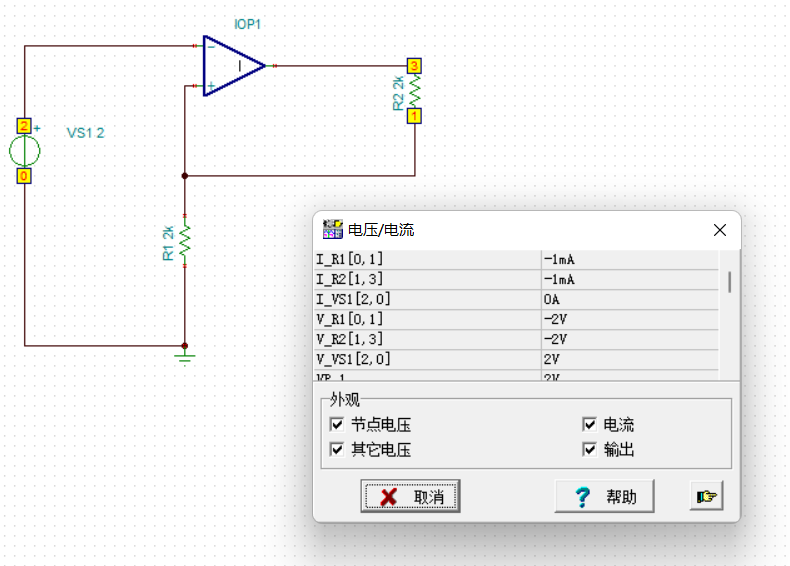 IOP1
−
I
+
3
R2 2k
1
2
+
VS1 2
0
R1 2k
电压/电流
I_R1[0,1] -1mA
I_R2[1,3] -1mA
I_VS1[2,0] 0A
V_R1[0,1] -2V
V_R2[1,3] -2V
V_VS1[2,0] 2V
VP_1 2V
外观
节点电压 电流
其它电压 输出
取消 ? 帮助